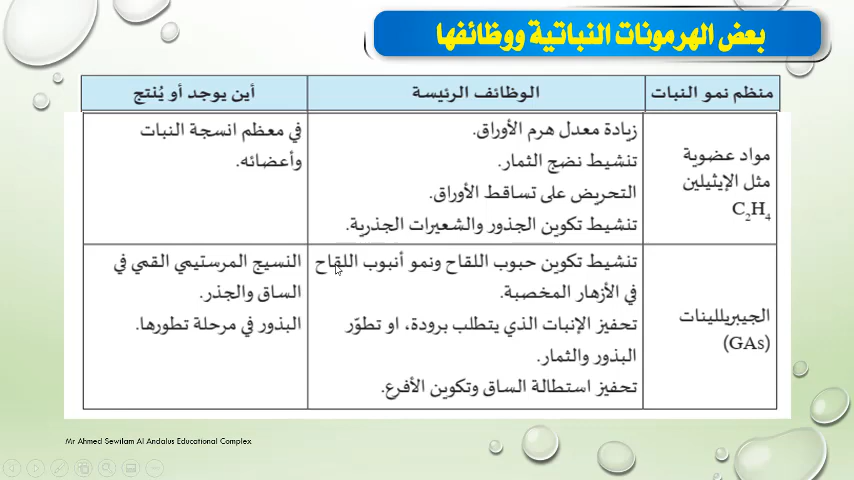 بعض الهرمونات النباتية ووظائفها
منظم نمو النبات
الوظائف الرئيسة
أين يوجد أو يُنتج
مواد عضوية
مثل الإيثيلين
C₂H₄
زيادة معدل هرم الأوراق.
تنشيط نضج الثمار.
التحريض على تساقط الأوراق.
تنشيط تكوين الجذور والشعيرات الجذرية.
في معظم انسجة النبات
وأعضائه.
الجيبريللينات
(GAs)
تنشيط تكوين حبوب اللقاح ونمو أنبوب اللقاح
في الأزهار المخصبة.
تحفيز الإنبات الذي يتطلب برودة، او تطوّر
البذور والثمار.
تحفيز استطالة الساق وتكوين الأفرع.
النسيج المرستيمي القمي في
الساق والجذر.
البذور في مرحلة تطورها.
Mr Ahmed Sewilam Al Andalus Educational Complex